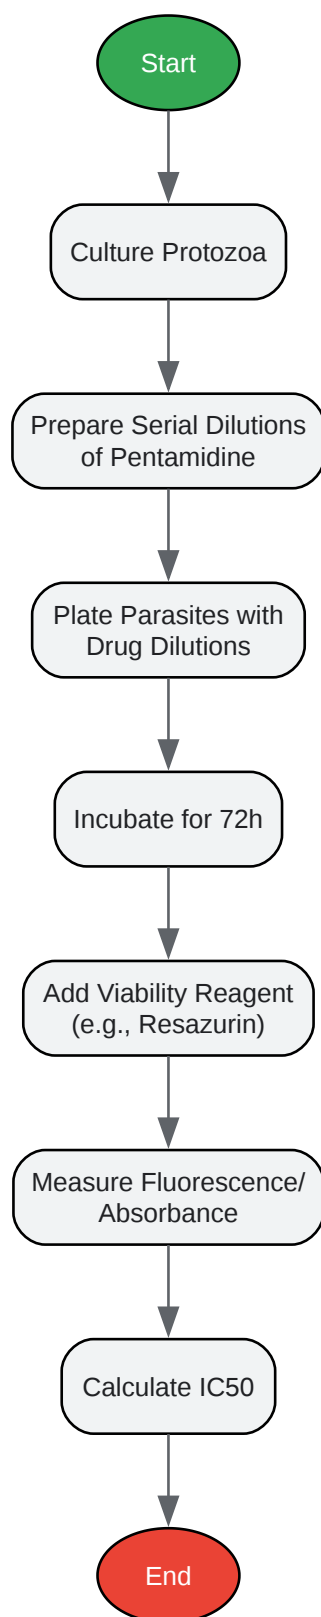 Start
Culture Protozoa
Prepare Serial Dilutions
of Pentamidine
Plate Parasites with
Drug Dilutions
Incubate for 72h
Add Viability Reagent
(e.g., Resazurin)
Measure Fluorescence/
Absorbance
Calculate IC50
End